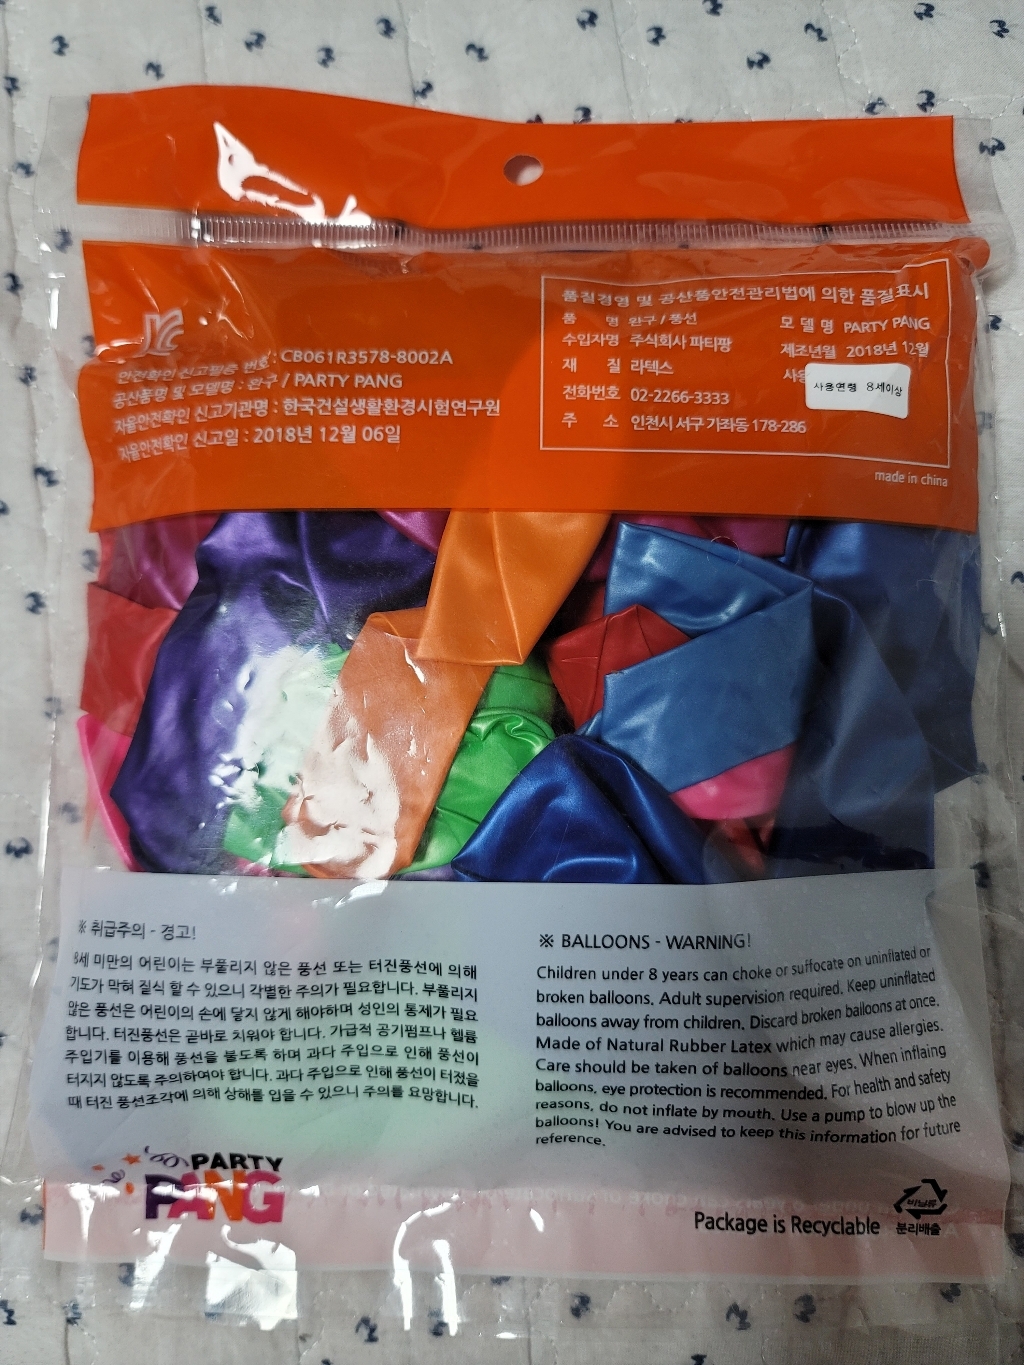 안전확인 신고필증 번호 : CB061R3578-8002A
공산품명 및 모델명 : 완구 / PARTY PANG
자율안전확인 신고기관명 : 한국건설생활환경시험연구원
자율안전확인 신고일 : 2018년 12월 06일
품질경영 및 공산품안전관리법에 의한 품질표시
품 명 완구 / 풍선 모 델 명 PARTY PANG
수입자명 주식회사 파티팡 제조년월 2018년 12월
재 질 라텍스 사용
사용연령 8세이상
전화번호 02-2266-3333
주 소 인천시 서구 가좌동 178-286
made in china
※ 취급주의 - 경고!
8세 미만의 어린이는 부풀리지 않은 풍선 또는 터진풍선에 의해
기도가 막혀 질식 할 수 있으니 각별한 주의가 필요합니다. 부풀리지
않은 풍선은 어린이의 손에 닿지 않게 해야하며 성인의 통제가 필요
합니다. 터진풍선은 곧바로 치워야 합니다. 가급적 공기펌프나 헬륨
주입기를 이용해 풍선을 불도록 하며 과다 주입으로 인해 풍선이
터지지 않도록 주의하여야 합니다. 과다 주입으로 인해 풍선이 터졌을
때 터진 풍선조각에 의해 상해를 입을 수 있으니 주의를 요망합니다.
※ BALLOONS - WARNING!
Children under 8 years can choke or suffocate on uninflated or
broken balloons. Adult supervision required. Keep uninflated
balloons away from children. Discard broken balloons at once.
Made of Natural Rubber Latex which may cause allergies.
Care should be taken of balloons near eyes. When inflaing
balloons, eye protection is recommended. For health and safety
reasons, do not inflate by mouth. Use a pump to blow up the
balloons! You are advised to keep this information for future
reference.
PARTY
PANG
Package is Recyclable
비닐류
분리배출